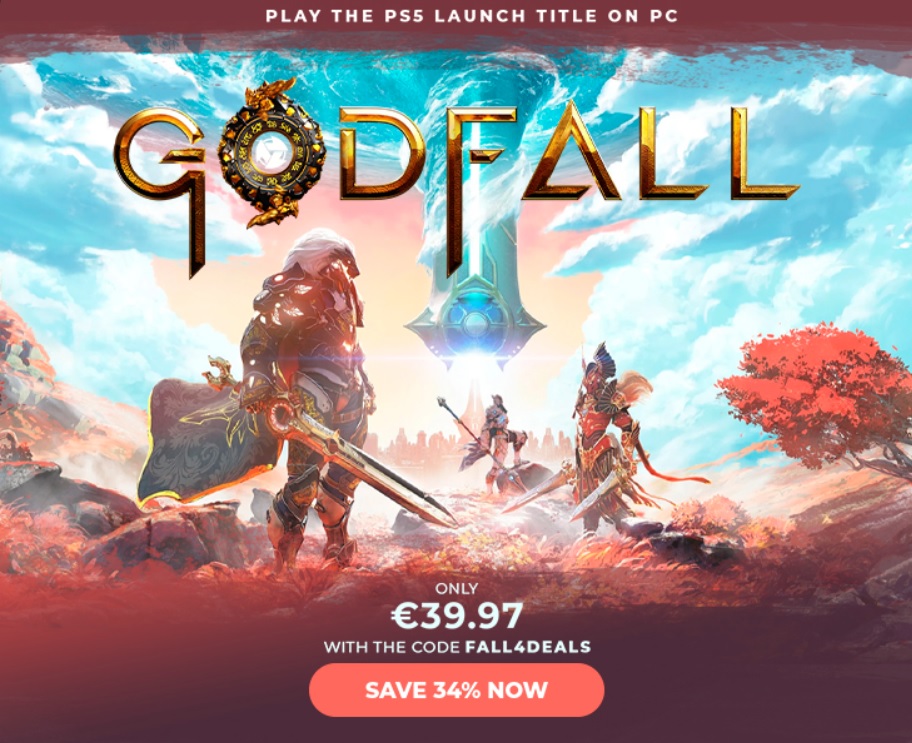 PLAY THE PS5 LAUNCH TITLE ON PC
GODFALL
ONLY
€39.97
WITH THE CODE FALL4DEALS
SAVE 34% NOW